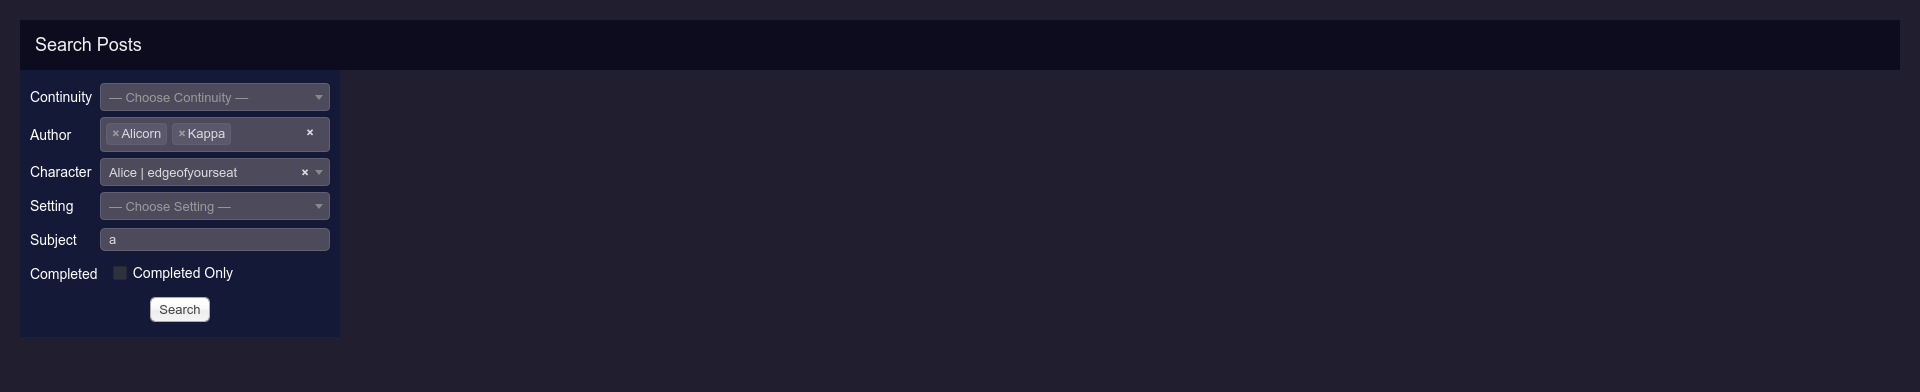 Search Posts
Continuity — Choose Continuity —
Author ×Alicorn ×Kappa ×
Character Alice | edgeofyourseat ×
Setting — Choose Setting —
Subject a
Completed Completed Only
Search